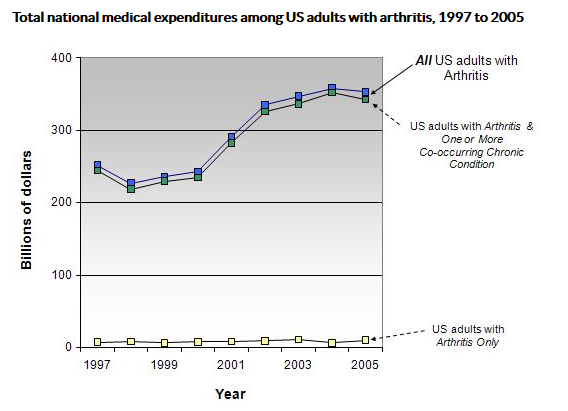 Total national medical expenditures among US adults with arthritis, 1997 to 2005
400
300
200
100
0
Billions of dollars
1997
1999
2001
2003
2005
Year
All US adults with
Arthritis
US adults with Arthritis &
One or More
Co-occurring Chronic
Condition
US adults with
Arthritis Only